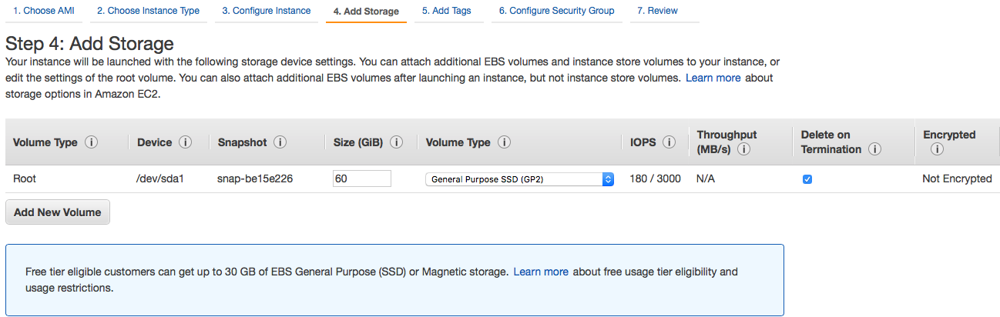 1. Choose AMI 2. Choose Instance Type 3. Configure Instance 4. Add Storage 5. Add Tags 6. Configure Security Group 7. Review
Step 4: Add Storage
Your instance will be launched with the following storage device settings. You can attach additional EBS volumes and instance store volumes to your instance, or
edit the settings of the root volume. You can also attach additional EBS volumes after launching an instance, but not instance store volumes. Learn more about
storage options in Amazon EC2.
Volume Type i Device i Snapshot i Size (GiB) i Volume Type i IOPS i Throughput (MB/s) i Delete on Termination i Encrypted i
Root /dev/sda1 snap-be15e226 60 General Purpose SSD (GP2) 180 / 3000 N/A Not Encrypted
Add New Volume
Free tier eligible customers can get up to 30 GB of EBS General Purpose (SSD) or Magnetic storage. Learn more about free usage tier eligibility and
usage restrictions.